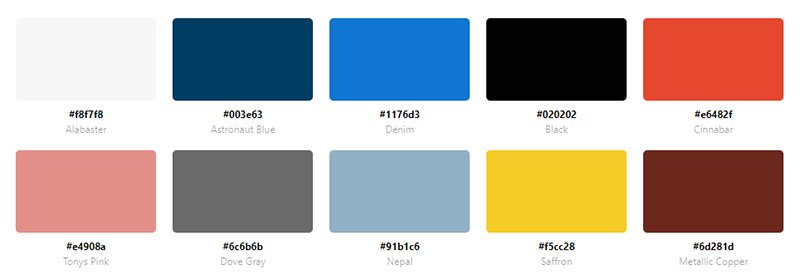 #f8f7f8 #003e63 #1176d3 #020202 #e6482f
Alabaster Astronaut Blue Denim Black Cinnabar
#e4908a #6c6b6b #91b1c6 #f5cc28 #6d281d
Tonys Pink Dove Gray Nepal Saffron Metallic Copper